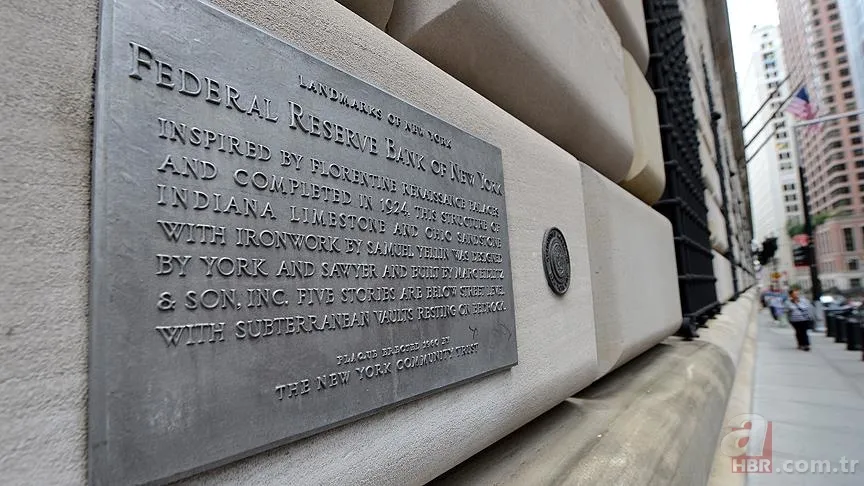 LANDMARKS OF NEW YORK
FEDERAL RESERVE BANK OF NEW YORK
INSPIRED BY FLORENTINE RENAISSANCE PALACES
AND COMPLETED IN 1924, THIS STRUCTURE OF
INDIANA LIMESTONE AND OHIO SANDSTONE
WITH IRONWORK BY SAMUEL YELLIN WAS DESIGNED
BY YORK AND SAWYER AND BUILT BY MARC EIDLITZ
& SON, INC. FIVE STORIES ARE BELOW STREET LEVEL
WITH SUBTERRANEAN VAULTS RESTING ON BEDROCK.
PLAQUE ERECTED BY
THE NEW YORK COMMUNITY TRUST
a
HBR.com.tr